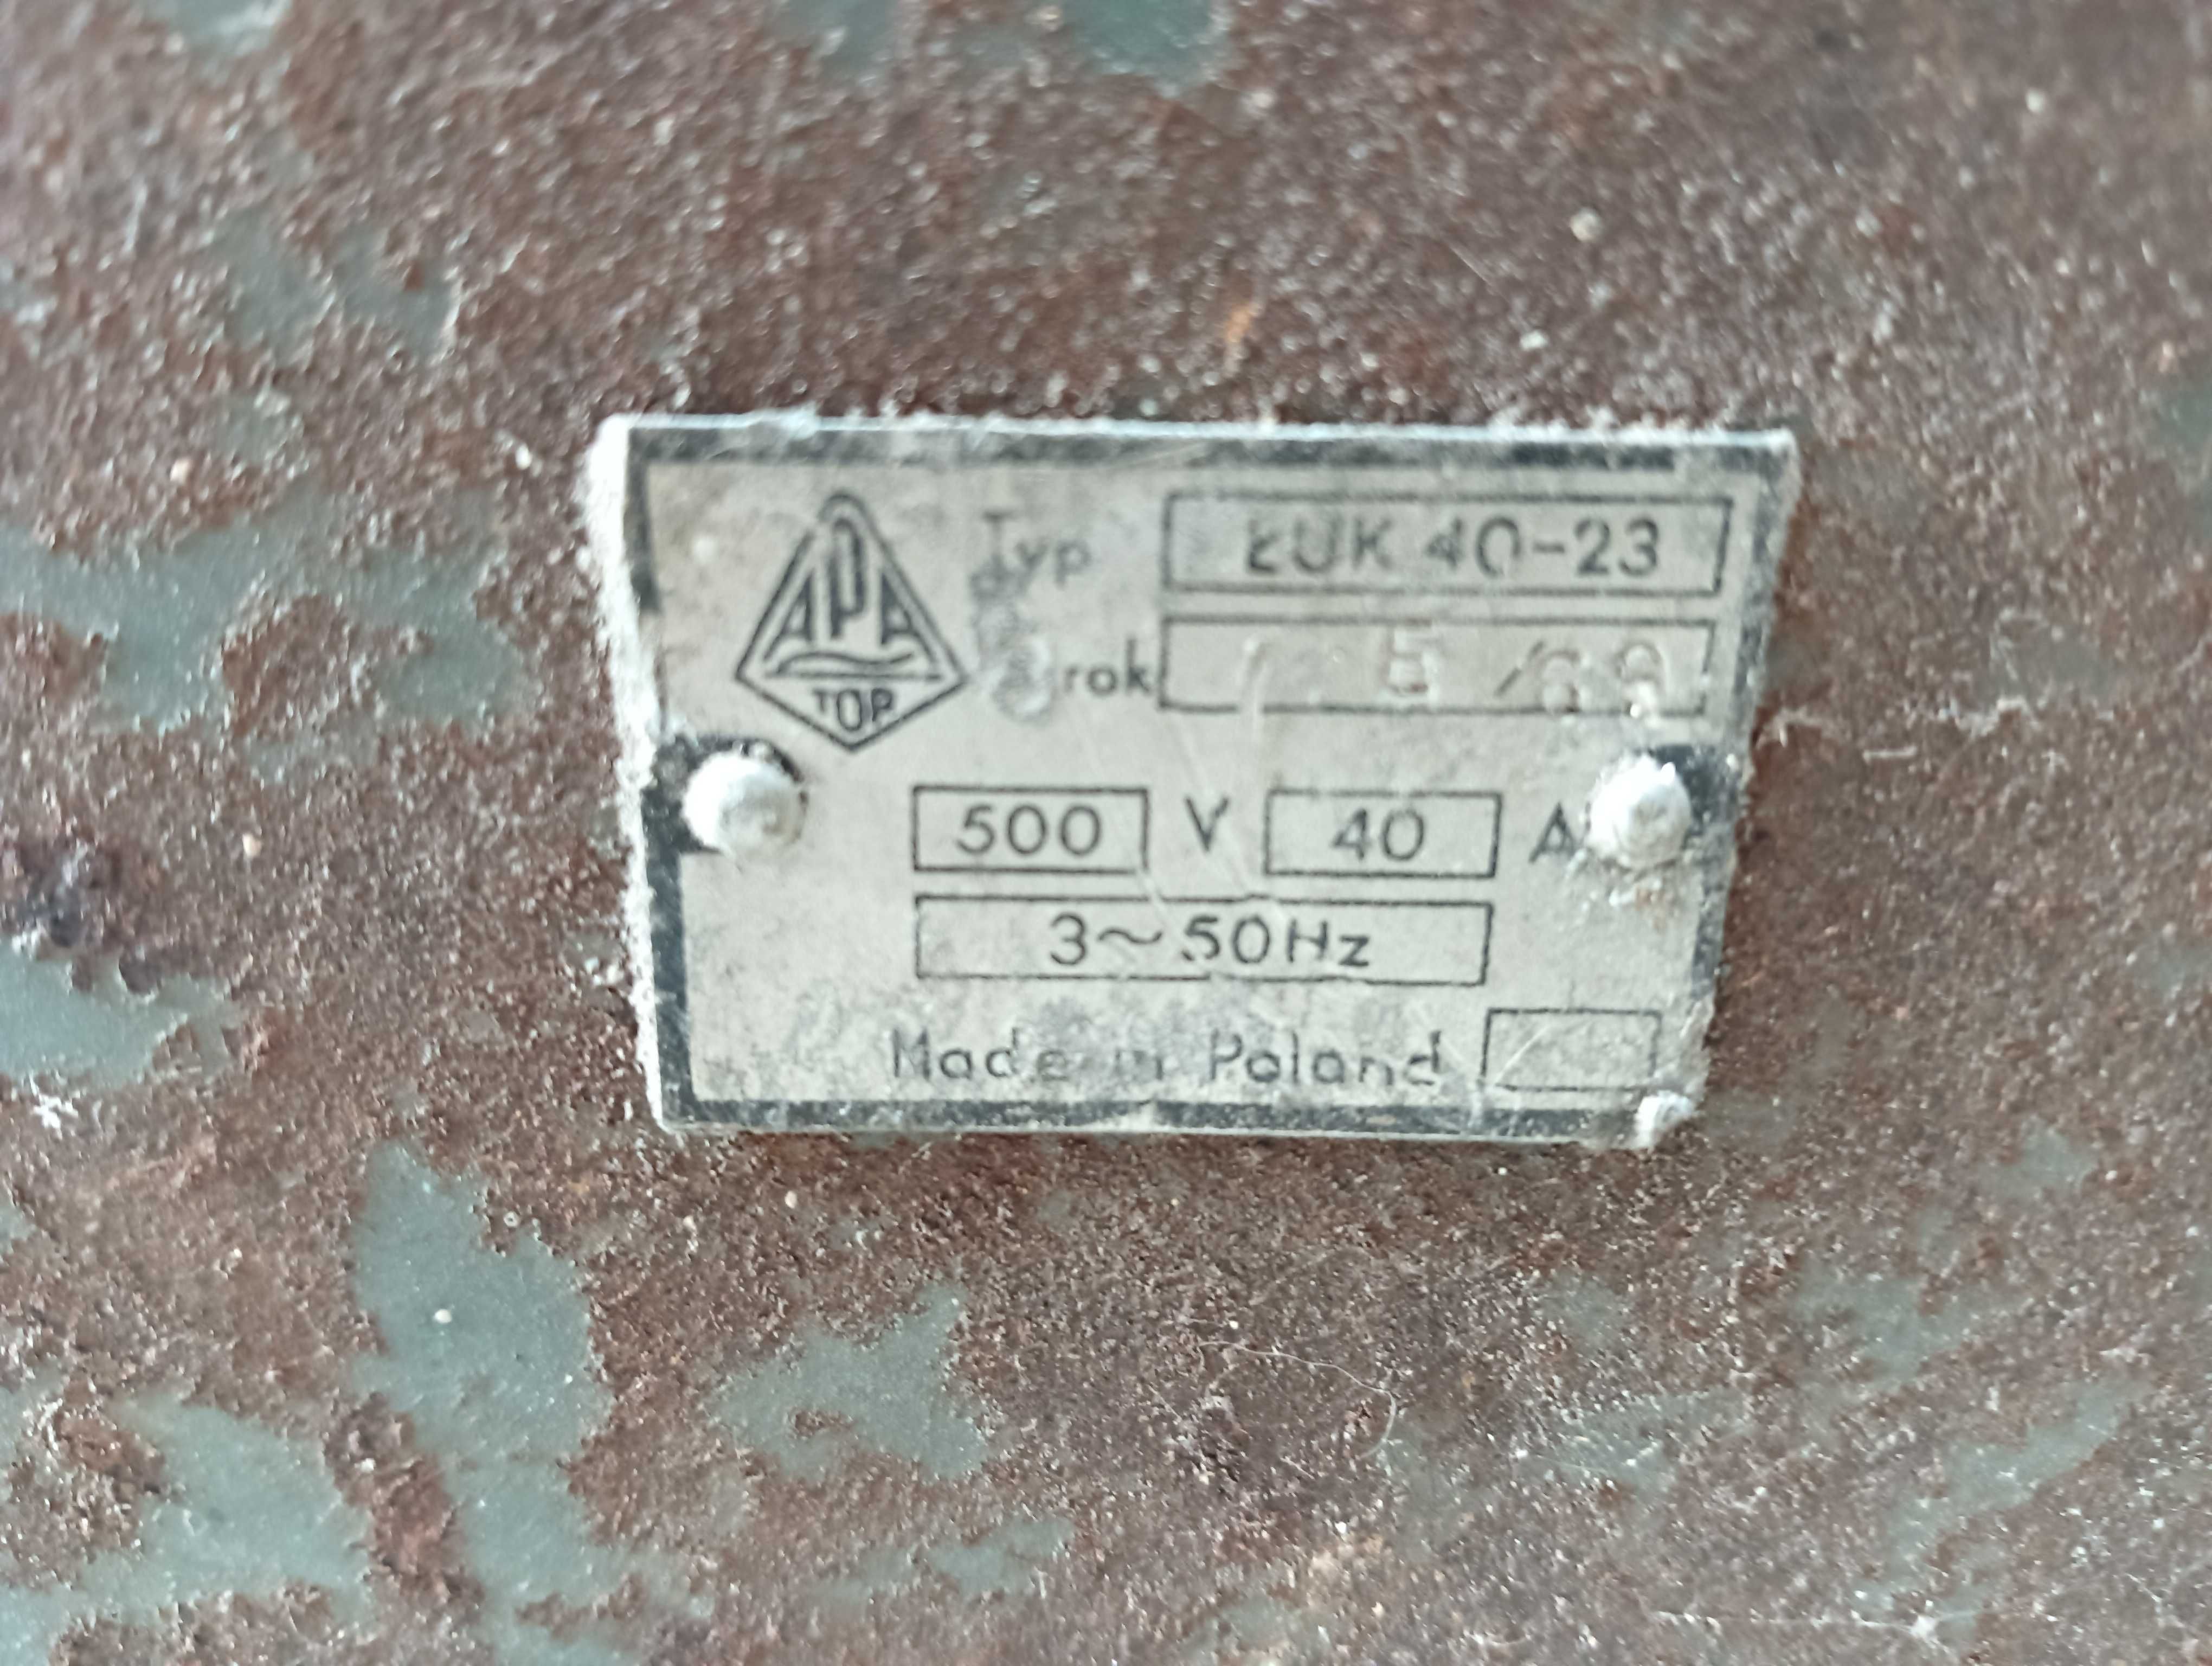 APA
TOP
Typ ŁUK 40-23
rok 5/69
500 V 40 A
3~50Hz
Made in Poland